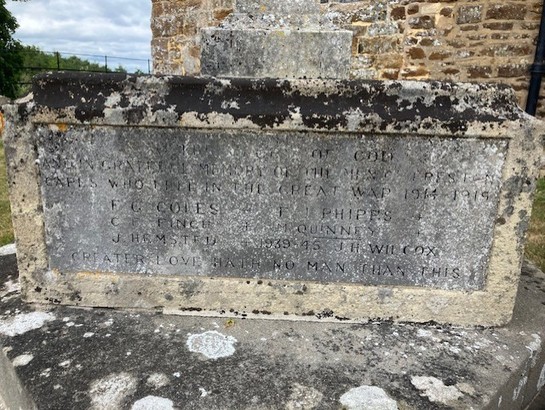 OF GOD
AND IN GRATEFUL MEMORY OF THE MEN OF PRESTON
CAPES WHO FELL IN THE GREAT WAR 1914-1919
F. G. COLES + F. J. PHIPPS +
C. FINCH + QUINNEY +
J. HEMSTED + 1939-45 J.H. WILCOX
GREATER LOVE HATH NO MAN THAN THIS